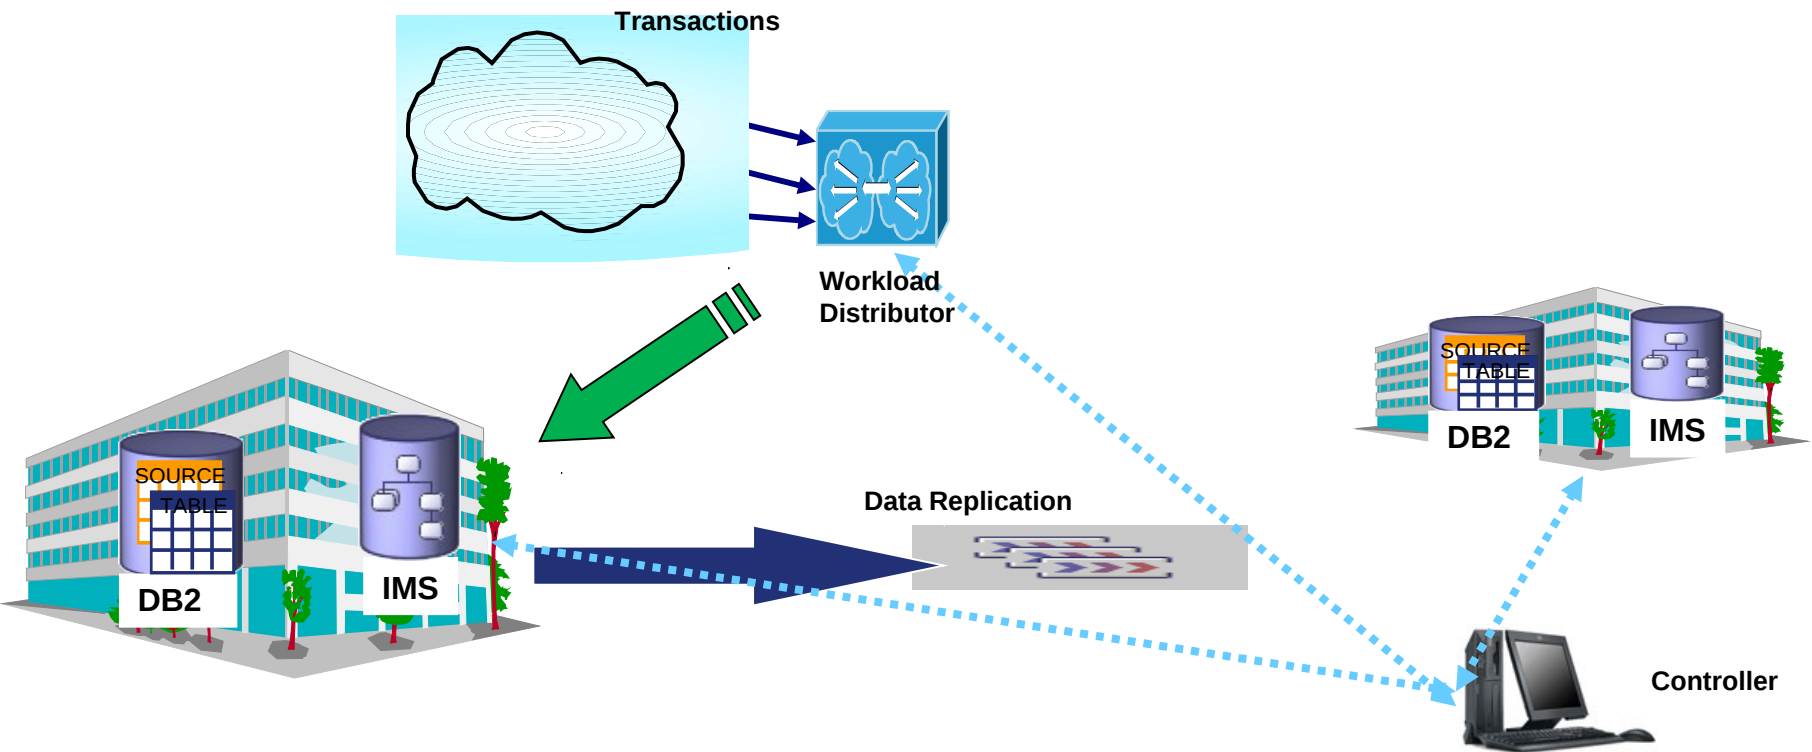 Transactions
Workload
Distributor
SOURCE
TABLE
DB2
IMS
SOURCE
TABLE
DB2
IMS
Data Replication
Controller